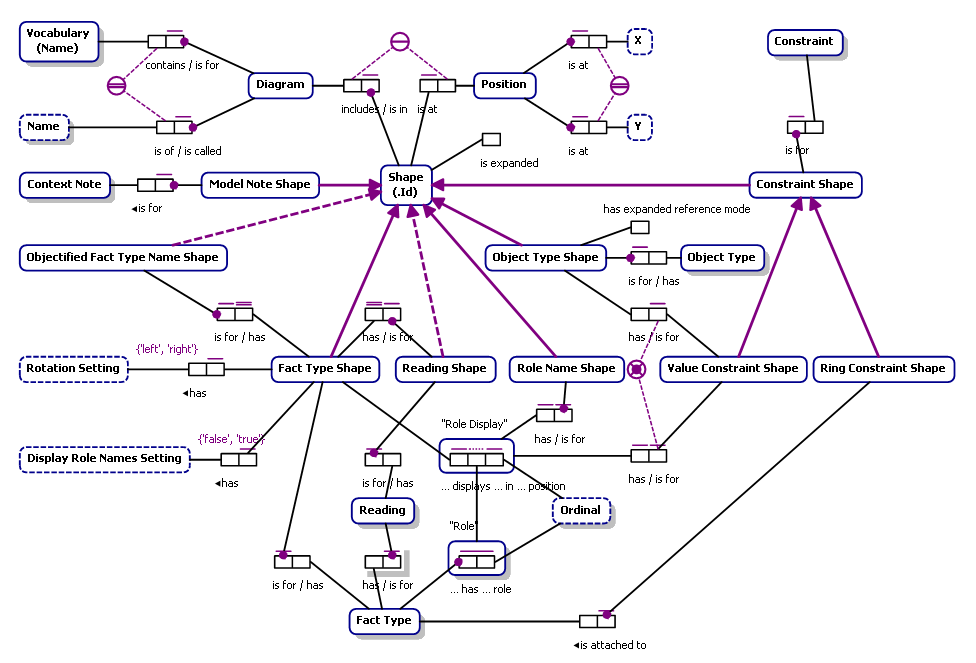 Vocabulary
(Name)
contains / is for
Diagram
includes / is in
is at
Position
is at
X
Constraint
Name
is of / is called
is at
Y
is for
is expanded
Context Note
◂is for
Model Note Shape
Shape
(.Id)
Constraint Shape
has expanded reference mode
Objectified Fact Type Name Shape
Object Type Shape
Object Type
is for / has
is for / has
has / is for
has / is for
{'left', 'right'}
Rotation Setting
◂has
Fact Type Shape
Reading Shape
Role Name Shape
Value Constraint Shape
Ring Constraint Shape
"Role Display"
has / is for
{'false', 'true'}
Display Role Names Setting
◂has
is for / has
... displays ... in ... position
has / is for
Reading
Ordinal
"Role"
is for / has
has / is for
... has ... role
Fact Type
◂is attached to